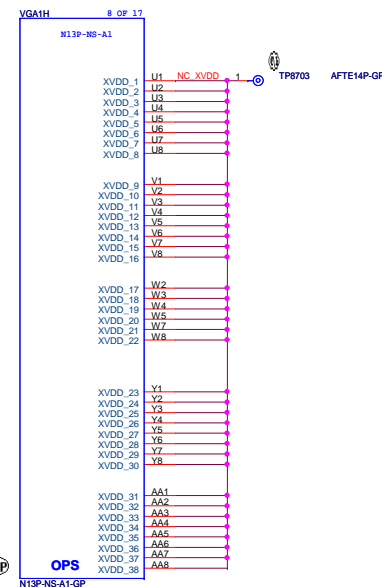 VGA1H 8 OF 17
N13P-NS-A1
XVDD_1 U1 NC_XVDD 1 TP8703 AFTE14P-GP
XVDD_2 U2
XVDD_3 U3
XVDD_4 U4
XVDD_5 U5
XVDD_6 U6
XVDD_7 U7
XVDD_8 U8
XVDD_9 V1
XVDD_10 V2
XVDD_11 V3
XVDD_12 V4
XVDD_13 V5
XVDD_14 V6
XVDD_15 V7
XVDD_16 V8
XVDD_17 W2
XVDD_18 W3
XVDD_19 W4
XVDD_20 W5
XVDD_21 W7
XVDD_22 W8
XVDD_23 Y1
XVDD_24 Y2
XVDD_25 Y3
XVDD_26 Y4
XVDD_27 Y5
XVDD_28 Y6
XVDD_29 Y7
XVDD_30 Y8
XVDD_31 AA1
XVDD_32 AA2
XVDD_33 AA3
XVDD_34 AA4
XVDD_35 AA5
XVDD_36 AA6
XVDD_37 AA7
XVDD_38 AA8
OPS
N13P-NS-A1-GP